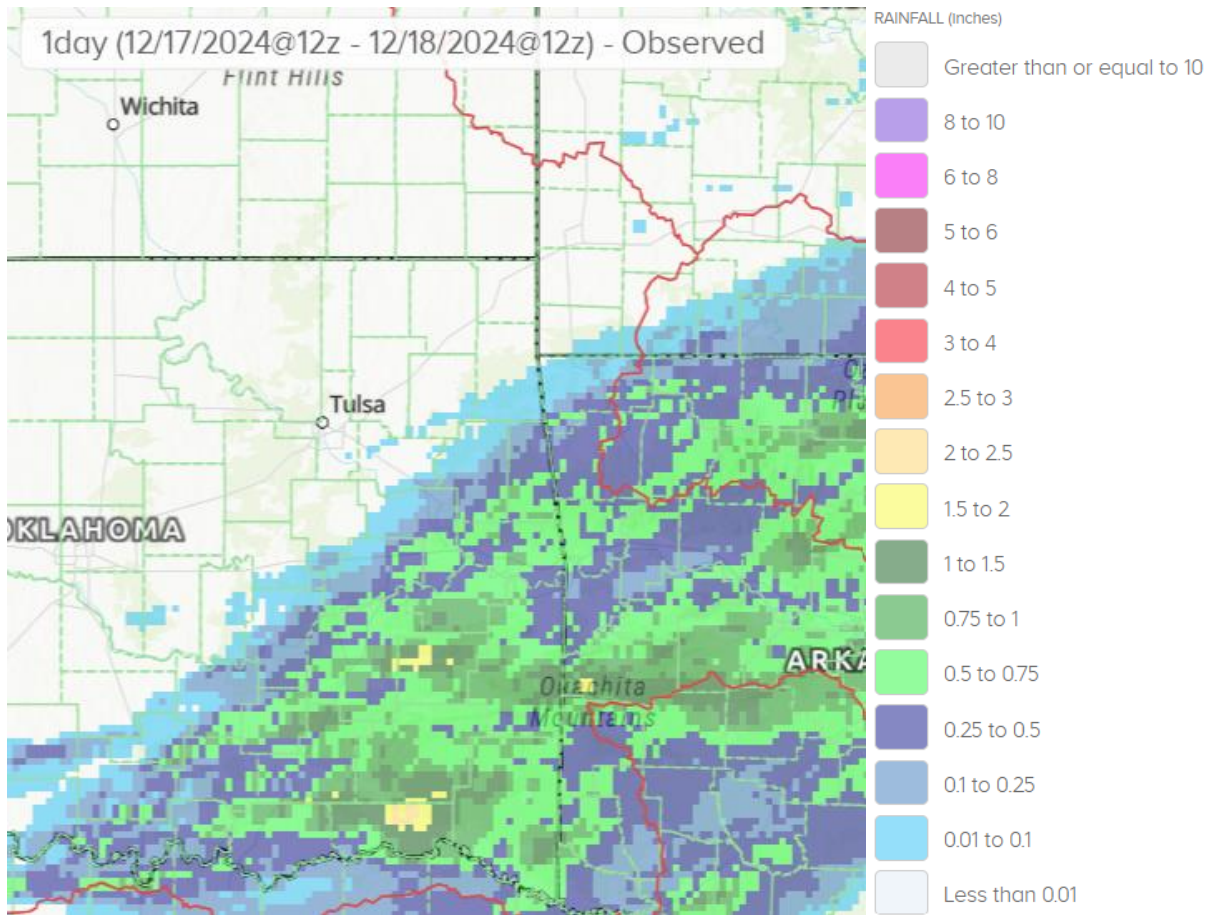 1day (12/17/2024@12z - 12/18/2024@12z) - Observed
Flint Hills
Wichita
Tulsa
OKLAHOMA
ARKA
Ouachita
Mountains
RAINFALL (Inches)
Greater than or equal to 10
8 to 10
6 to 8
5 to 6
4 to 5
3 to 4
2.5 to 3
2 to 2.5
1.5 to 2
1 to 1.5
0.75 to 1
0.5 to 0.75
0.25 to 0.5
0.1 to 0.25
0.01 to 0.1
Less than 0.01